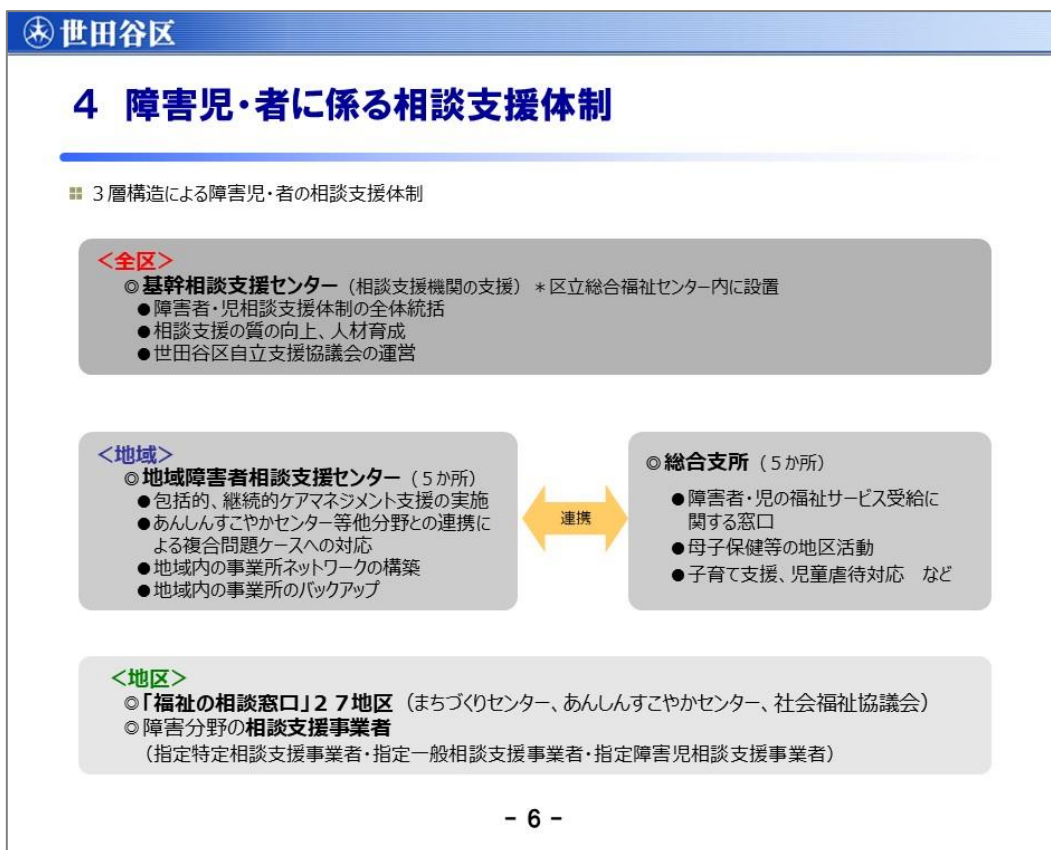 世田谷区
4 障害児・者に係る相談支援体制
３層構造による障害児・者の相談支援体制
＜全区＞
◎基幹相談支援センター（相談支援機関の支援）＊区立総合福祉センター内に設置
●障害者・児相談支援体制の全体統括
●相談支援の質の向上、人材育成
●世田谷区自立支援協議会の運営
＜地域＞
◎地域障害者相談支援センター（５か所）
●包括的、継続的ケアマネジメント支援の実施
●あんしんすこやかセンター等他分野との連携に
よる複合問題ケースへの対応
●地域内の事業所ネットワークの構築
●地域内の事業所のバックアップ
連携
◎総合支所（５か所）
●障害者・児の福祉サービス受給に
関する窓口
●母子保健等の地区活動
●子育て支援、児童虐待対応　など
＜地区＞
◎「福祉の相談窓口」２７地区（まちづくりセンター、あんしんすこやかセンター、社会福祉協議会）
◎障害分野の相談支援事業者
（指定特定相談支援事業者・指定一般相談支援事業者・指定障害児相談支援事業者）
- 6 -